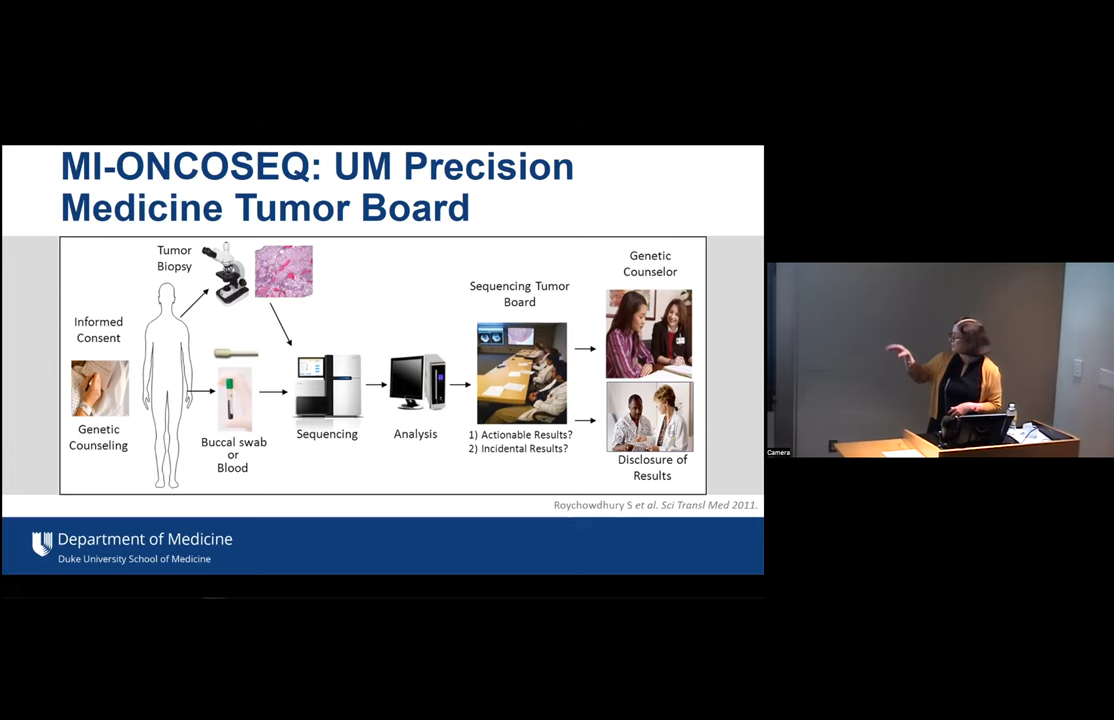 MI-ONCOSEQ: UM Precision
Medicine Tumor Board
Tumor
Biopsy
Informed
Consent
Genetic
Counseling
Buccal swab
or
Blood
Sequencing
Analysis
Sequencing Tumor
Board
1) Actionable Results?
2) Incidental Results?
Genetic
Counselor
Disclosure of
Results
Roychowdhury S et al. Sci Transl Med 2011.
Department of Medicine
Duke University School of Medicine
Camera